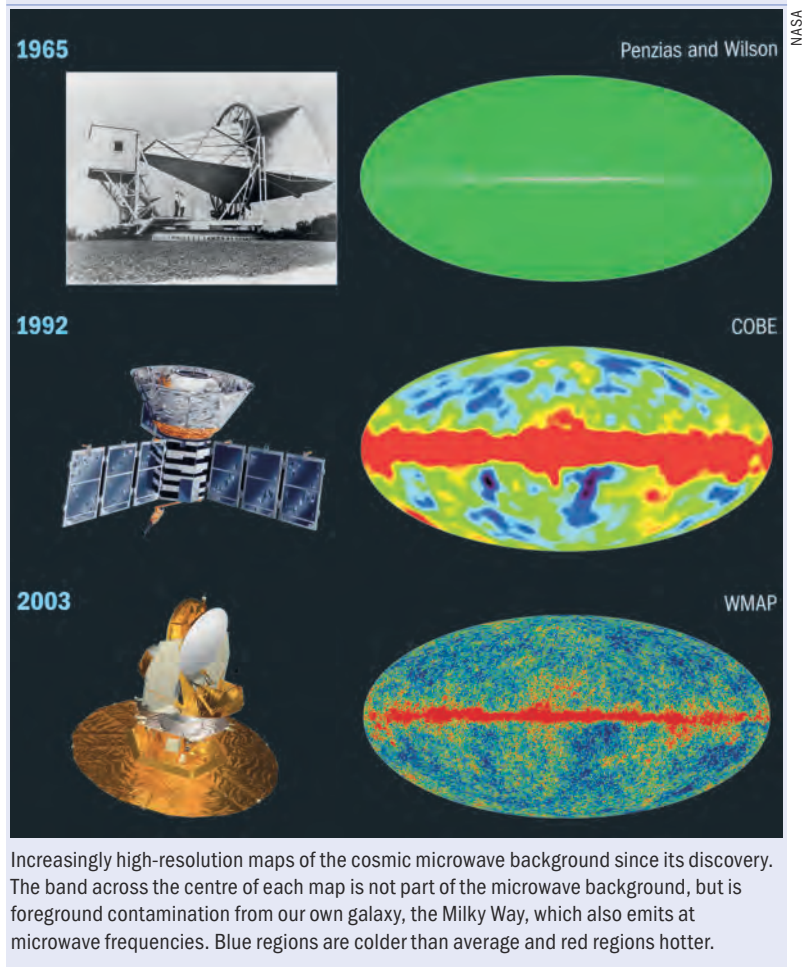 NASA
1965
Penzias and Wilson
1992
COBE
2003
WMAP
Increasingly high-resolution maps of the cosmic microwave background since its discovery.
The band across the centre of each map is not part of the microwave background, but is
foreground contamination from our own galaxy, the Milky Way, which also emits at
microwave frequencies. Blue regions are colder than average and red regions hotter.